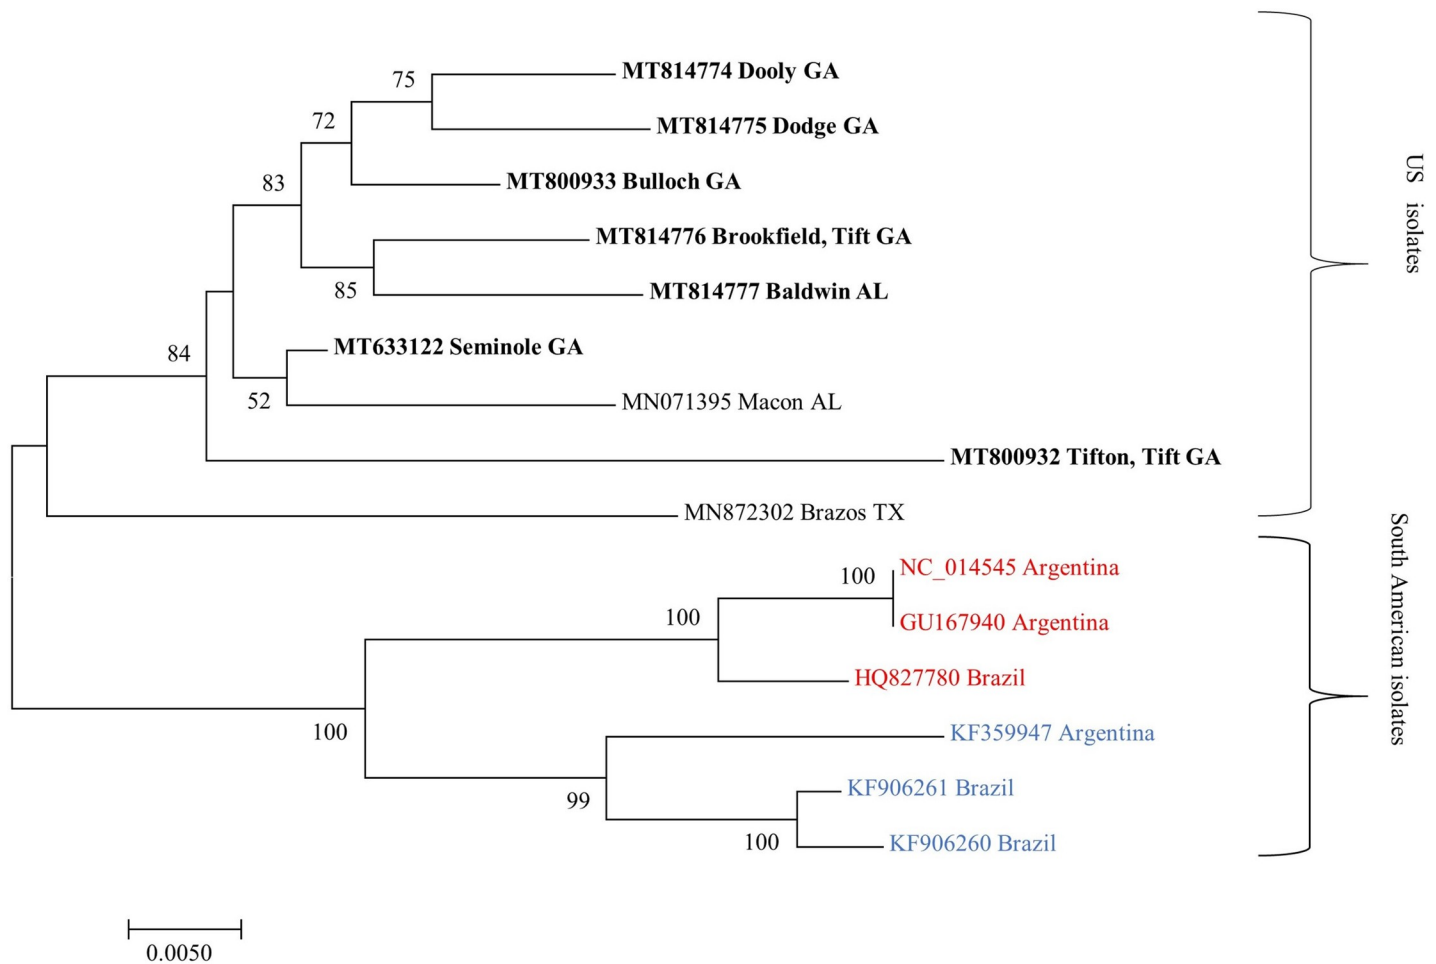 75
MT814774 Dooly GA
MT814775 Dodge GA
72
MT800933 Bulloch GA
83
MT814776 Brookfield, Tift GA
85
MT814777 Baldwin AL
US isolates
84
MT633122 Seminole GA
52
MN071395 Macon AL
MT800932 Tifton, Tift GA
MN872302 Brazos TX
100
NC_014545 Argentina
100
GU167940 Argentina
HQ827780 Brazil
South American isolates
100
KF359947 Argentina
99
KF906261 Brazil
100
KF906260 Brazil
0.0050